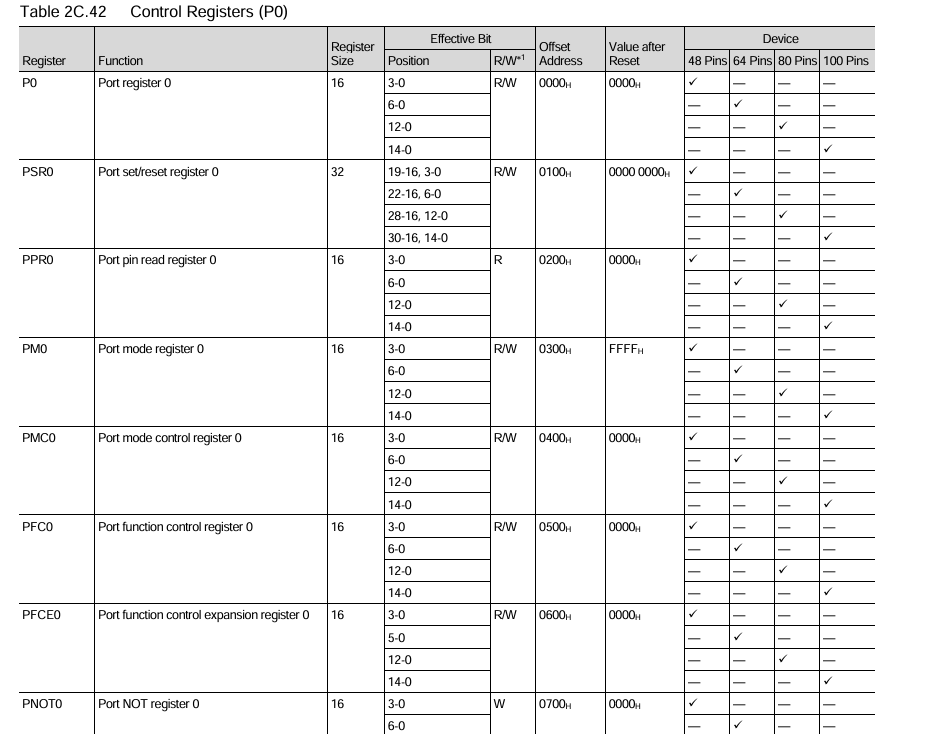 Table 2C.42 Control Registers (P0)
Effective Bit Device
Register Function Register Size Position R/W*1 Offset Address Value after Reset 48 Pins 64 Pins 80 Pins 100 Pins
P0 Port register 0 16 3-0 R/W 0000H 0000H ✓ — — —
6-0 — ✓ — —
12-0 — — ✓ —
14-0 — — — ✓
PSR0 Port set/reset register 0 32 19-16, 3-0 R/W 0100H 0000 0000H ✓ — — —
22-16, 6-0 — ✓ — —
28-16, 12-0 — — ✓ —
30-16, 14-0 — — — ✓
PPR0 Port pin read register 0 16 3-0 R 0200H 0000H ✓ — — —
6-0 — ✓ — —
12-0 — — ✓ —
14-0 — — — ✓
PM0 Port mode register 0 16 3-0 R/W 0300H FFFFH ✓ — — —
6-0 — ✓ — —
12-0 — — ✓ —
14-0 — — — ✓
PMC0 Port mode control register 0 16 3-0 R/W 0400H 0000H ✓ — — —
6-0 — ✓ — —
12-0 — — ✓ —
14-0 — — — ✓
PFC0 Port function control register 0 16 3-0 R/W 0500H 0000H ✓ — — —
6-0 — ✓ — —
12-0 — — ✓ —
14-0 — — — ✓
PFCE0 Port function control expansion register 0 16 3-0 R/W 0600H 0000H ✓ — — —
5-0 — ✓ — —
12-0 — — ✓ —
14-0 — — — ✓
PNOT0 Port NOT register 0 16 3-0 W 0700H 0000H ✓ — — —
6-0 — ✓ — —